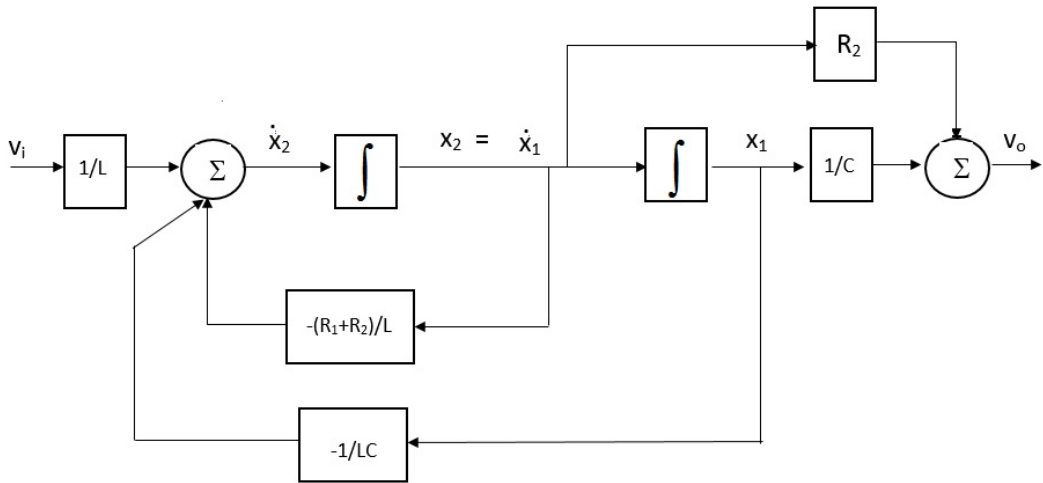 R₂
vᵢ
1/L
Σ
ẋ₂
∫
x₂ = ẋ₁
∫
x₁
1/C
Σ
vₒ
-(R₁+R₂)/L
-1/LC